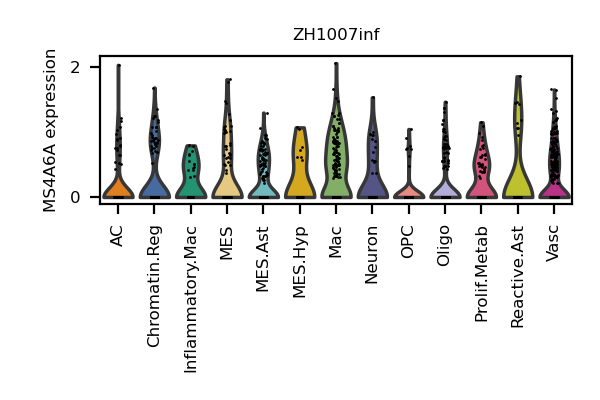 ZH1007inf
MS4A6A expression
2
0
AC
Chromatin.Reg
Inflammatory.Mac
MES
MES.Ast
MES.Hyp
Mac
Neuron
OPC
Oligo
Prolif.Metab
Reactive.Ast
Vasc